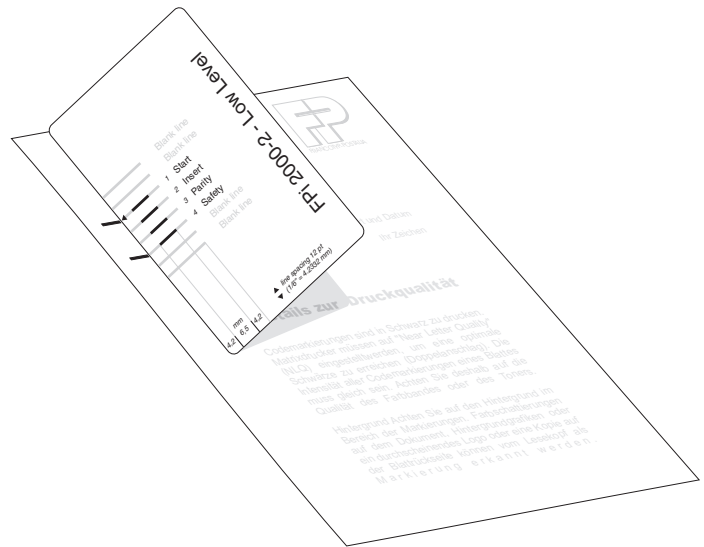 FPi 2000-2 - Low Level
Blank line
Blank line
1 Start
2 Insert
3 Parity
4 Safety
Blank line
Blank line
line spacing 12 pt
(1/6" = 4.2332 mm)
mm
4,2 6,5 4,2
FP
FRANCOTYP-POSTALIA
und Datum
Ihr Zeichen
tails zur Druckqualität
Codemarkierungen sind in Schwarz zu drucken.
Matrixdrucker müssen auf "Near Letter Quality"
(NLQ) eingestellt werden, um eine optimale
Schwärze zu erreichen (Doppelanschlag). Die
Intensität aller Codemarkierungen eines Blattes
muss gleich sein. Achten Sie deshalb auf die
Qualität des Farbbandes oder des Toners.
Hintergrund Achten Sie auf den Hintergrund im
Bereich der Markierungen. Farbschattierungen
auf dem Dokument, Hintergrundgrafiken oder
ein durchscheinendes Logo oder eine Kopie auf
der Blattrückseite können vom Lesekopf als
Markierung erkannt werden.